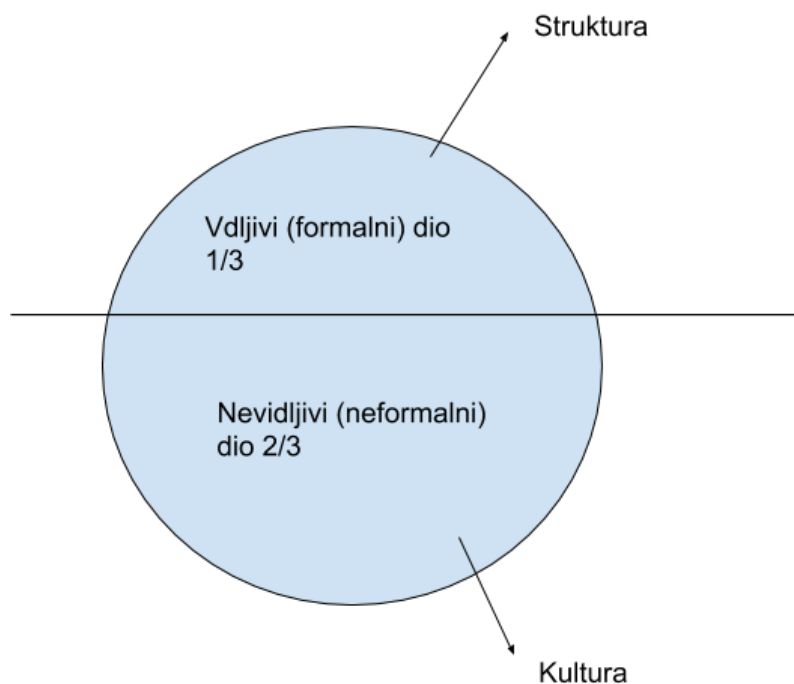 Struktura
Vdljivi (formalni) dio
1/3
Nevidljivi (neformalni)
dio 2/3
Kultura